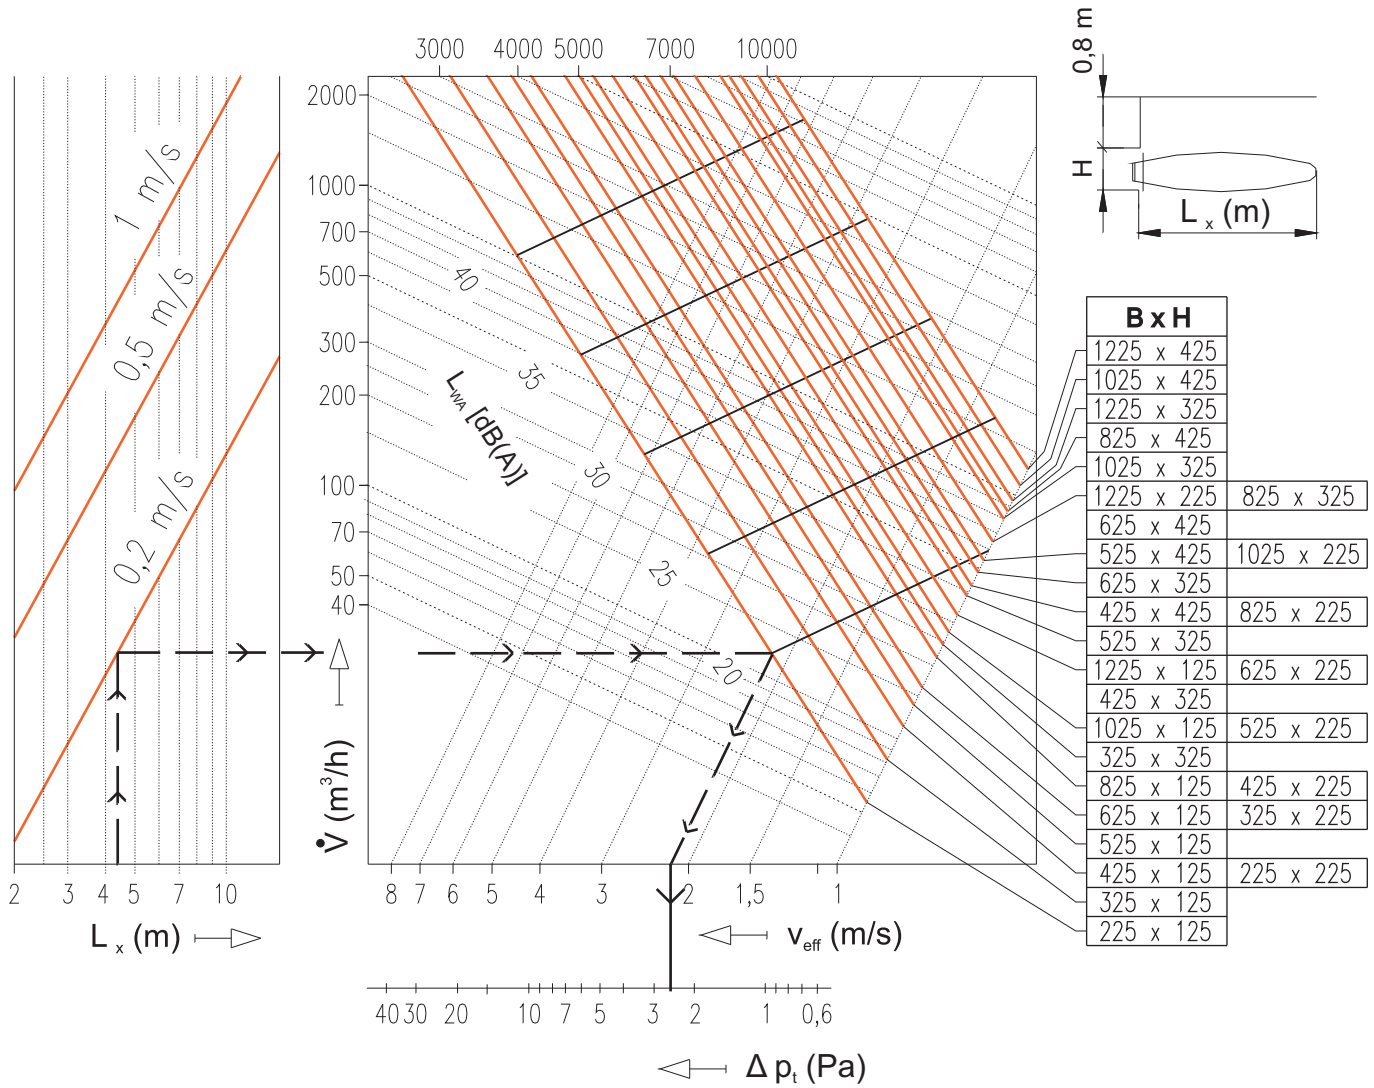 3000 4000 5000 7000 10000
0,8 m
H
L x (m)
2000
1000
700
500
300
200
100
70
50
40
V̇ (m³/h)
1 m/s
0,5 m/s
0,2 m/s
2 3 4 5 7 10
L x (m)
40
35
30
25
20
LWA [dB(A)]
8 7 6 5 4 3 2 1,5 1
veff (m/s)
40 30 20 10 7 5 3 2 1 0,6
Δ pt (Pa)
B x H
1225 x 425
1025 x 425
1225 x 325
825 x 425
1025 x 325
1225 x 225 825 x 325
625 x 425
525 x 425 1025 x 225
625 x 325
425 x 425 825 x 225
525 x 325
1225 x 125 625 x 225
425 x 325
1025 x 125 525 x 225
325 x 325
825 x 125 425 x 225
625 x 125 325 x 225
525 x 125
425 x 125 225 x 225
325 x 125
225 x 125